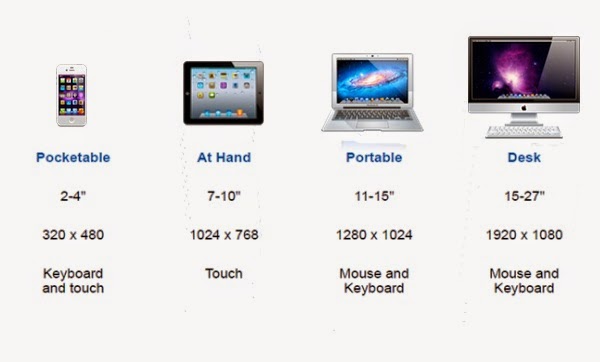 Pocketable At Hand Portable Desk
2-4" 7-10" 11-15" 15-27"
320 x 480 1024 x 768 1280 x 1024 1920 x 1080
Keyboard Touch Mouse and Mouse and
and touch Keyboard Keyboard